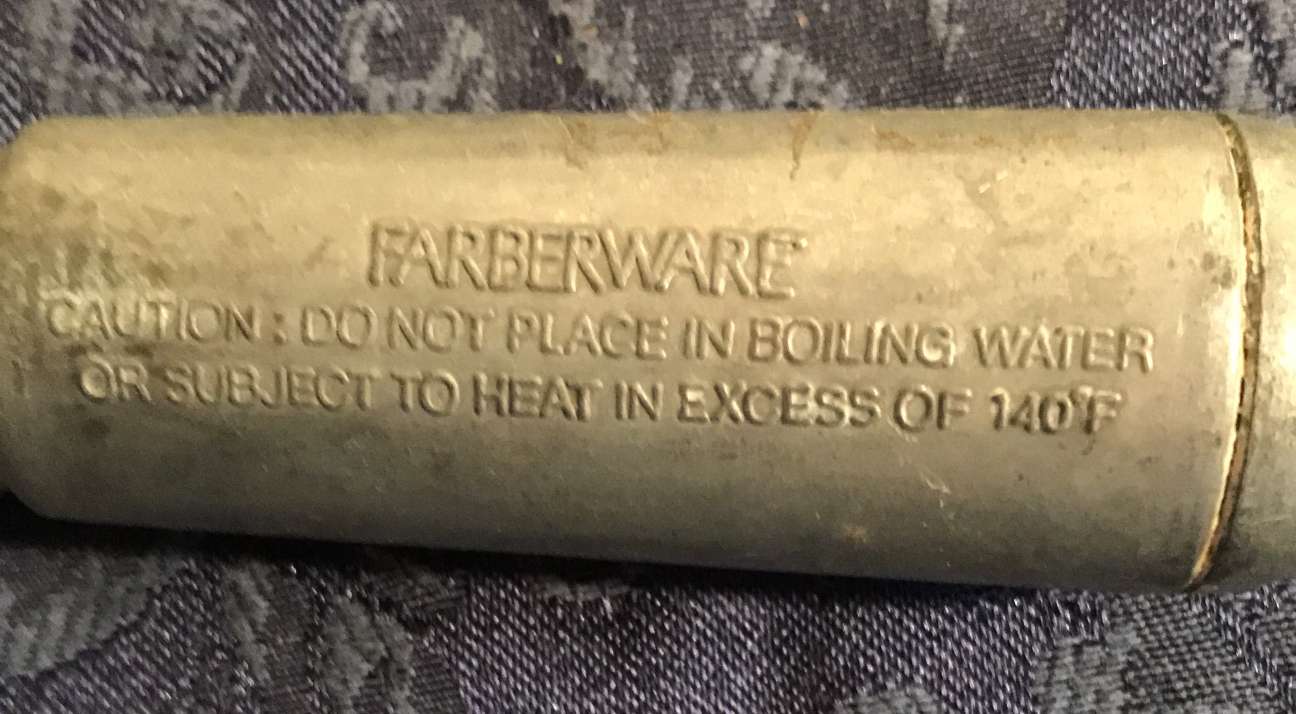 FARBERWARE
CAUTION : DO NOT PLACE IN BOILING WATER
OR SUBJECT TO HEAT IN EXCESS OF 140°F